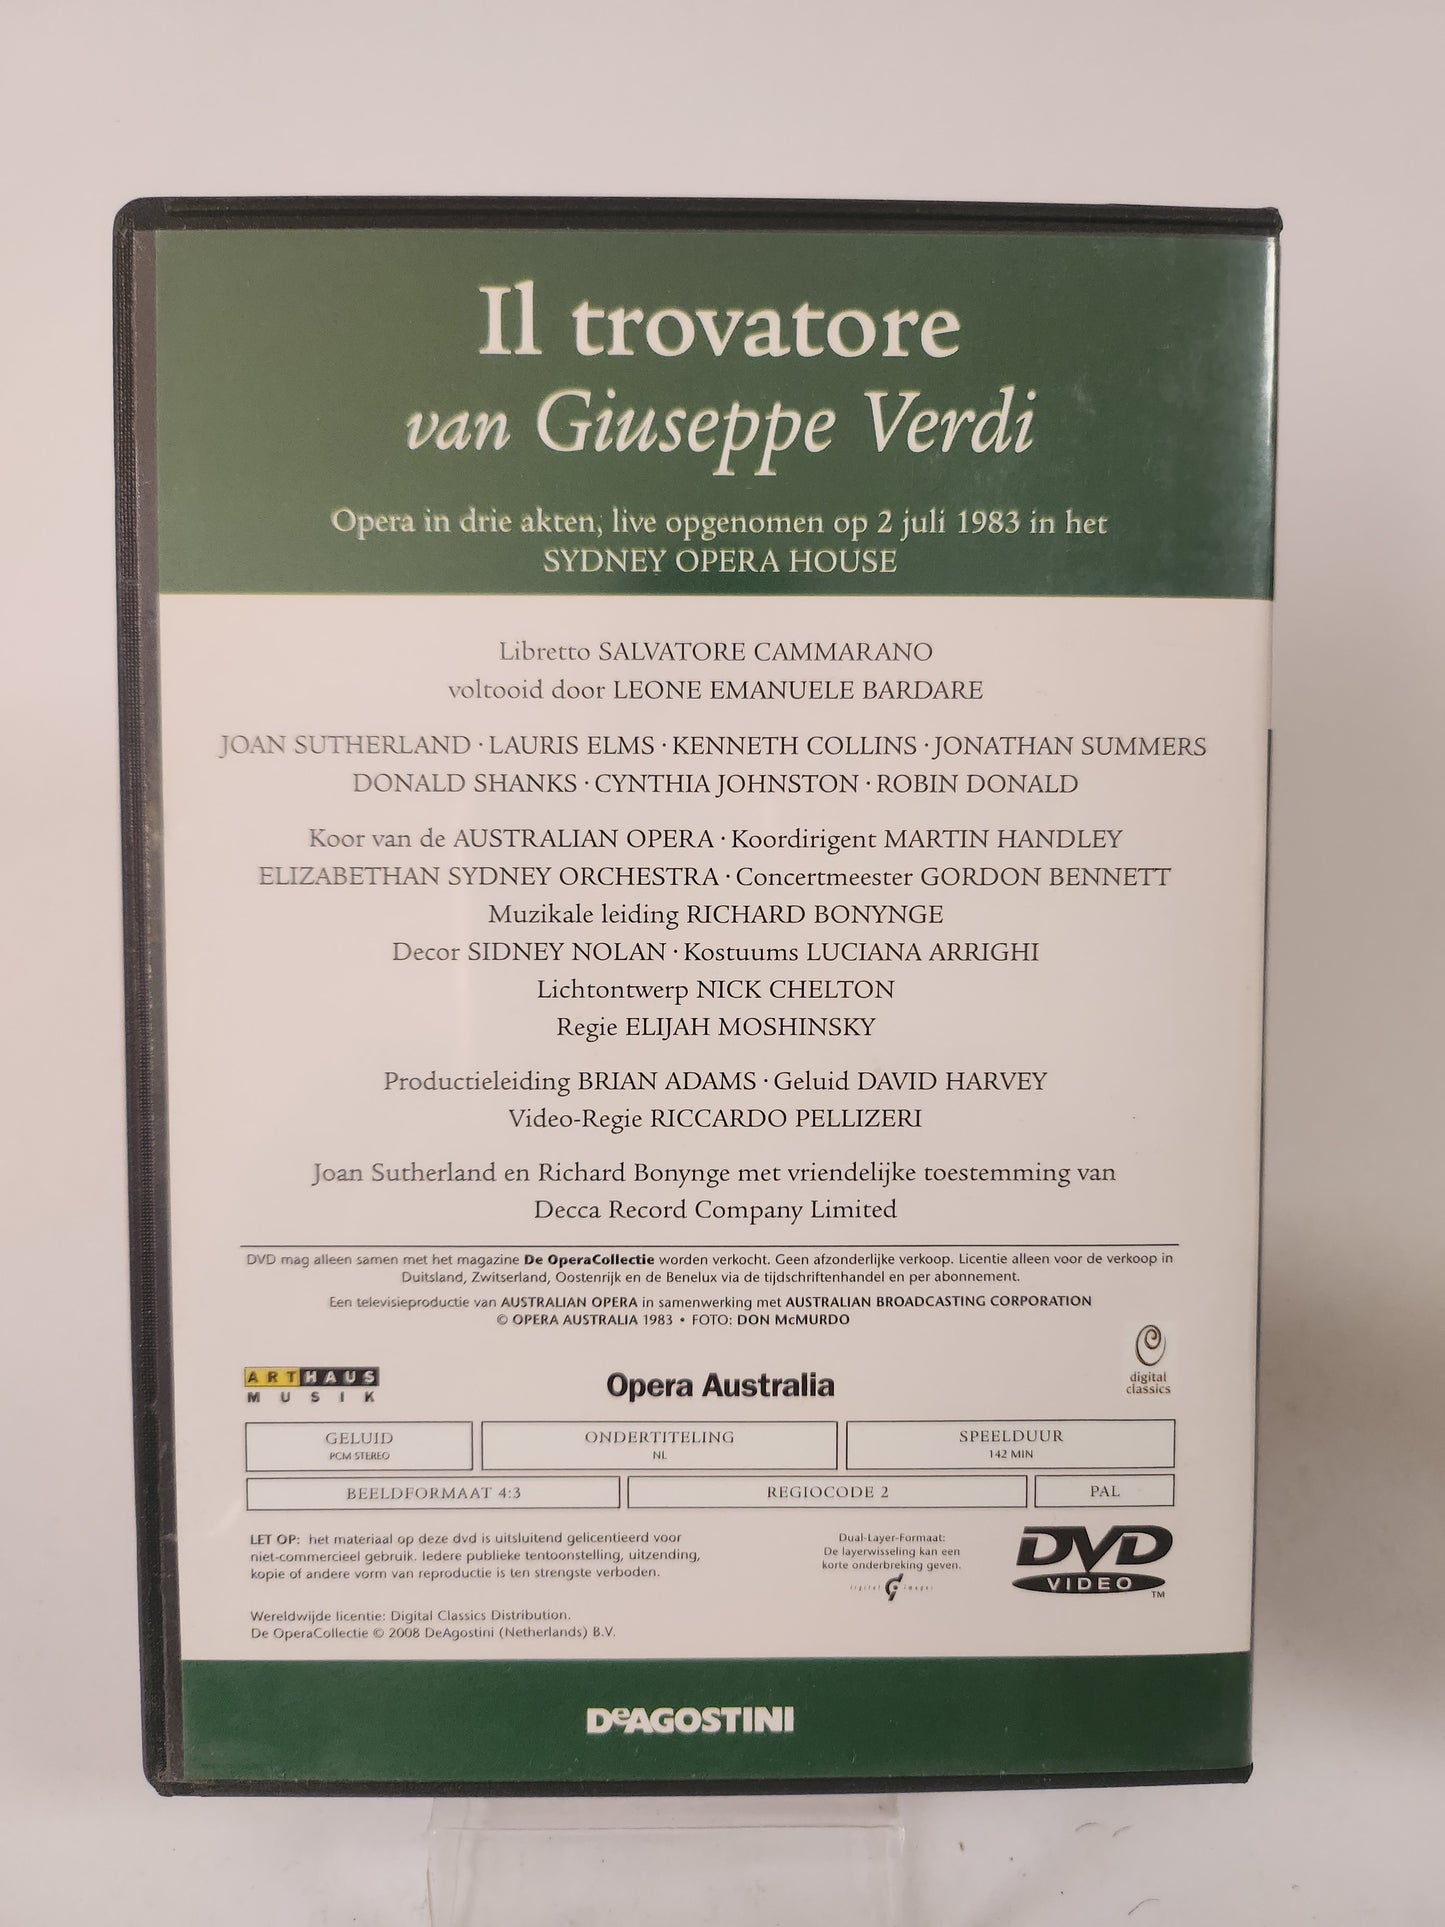 Il trovatore
van Giuseppe Verdi
Opera in drie akten, live opgenomen op 2 juli 1983 in het
SYDNEY OPERA HOUSE
Libretto SALVATORE CAMMARANO
voltooid door LEONE EMANUELE BARDARE
JOAN SUTHERLAND · LAURIS ELMS · KENNETH COLLINS · JONATHAN SUMMERS
DONALD SHANKS · CYNTHIA JOHNSTON · ROBIN DONALD
Koor van de AUSTRALIAN OPERA · Koordirigent MARTIN HANDLEY
ELIZABETHAN SYDNEY ORCHESTRA · Concertmeester GORDON BENNETT
Muzikale leiding RICHARD BONYNGE
Decor SIDNEY NOLAN · Kostuums LUCIANA ARRIGHI
Lichtontwerp NICK CHELTON
Regie ELIJAH MOSHINSKY
Productieleiding BRIAN ADAMS · Geluid DAVID HARVEY
Video-Regie RICCARDO PELLIZERI
Joan Sutherland en Richard Bonynge met vriendelijke toestemming van
Decca Record Company Limited
DVD mag alleen samen met het magazine De OperaCollectie worden verkocht. Geen afzonderlijke verkoop. Licentie alleen voor de verkoop in
Duitsland, Zwitserland, Oostenrijk en de Benelux via de tijdschriftenhandel en per abonnement.
Een televisieproductie van AUSTRALIAN OPERA in samenwerking met AUSTRALIAN BROADCASTING CORPORATION
© OPERA AUSTRALIA 1983 • FOTO: DON McMURDO
ARTHAUS
MUSIK
Opera Australia
digital
classics
GELUID
PCM STEREO
ONDERTITELING
NL
SPEELDUUR
142 MIN
BEELDFORMAAT 4:3
REGIOCODE 2
PAL
LET OP: het materiaal op deze dvd is uitsluitend gelicentieerd voor
niet-commercieel gebruik. Iedere publieke tentoonstelling, uitzending,
kopie of andere vorm van reproductie is ten strengste verboden.
Dual-Layer-Formaat:
De layerwisseling kan een
korte onderbreking geven.
digital images
DVD
VIDEO
TM
Wereldwijde licentie: Digital Classics Distribution.
De OperaCollectie © 2008 DeAgostini (Netherlands) B.V.
DeAGOSTINI